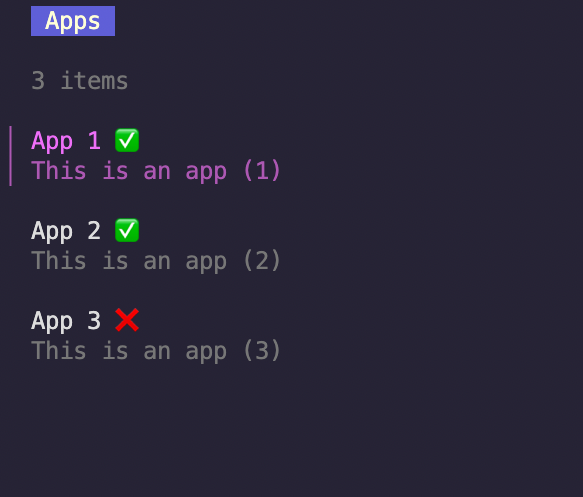 Apps
3 items
App 1 ✅
This is an app (1)
App 2 ✅
This is an app (2)
App 3 ❌
This is an app (3)